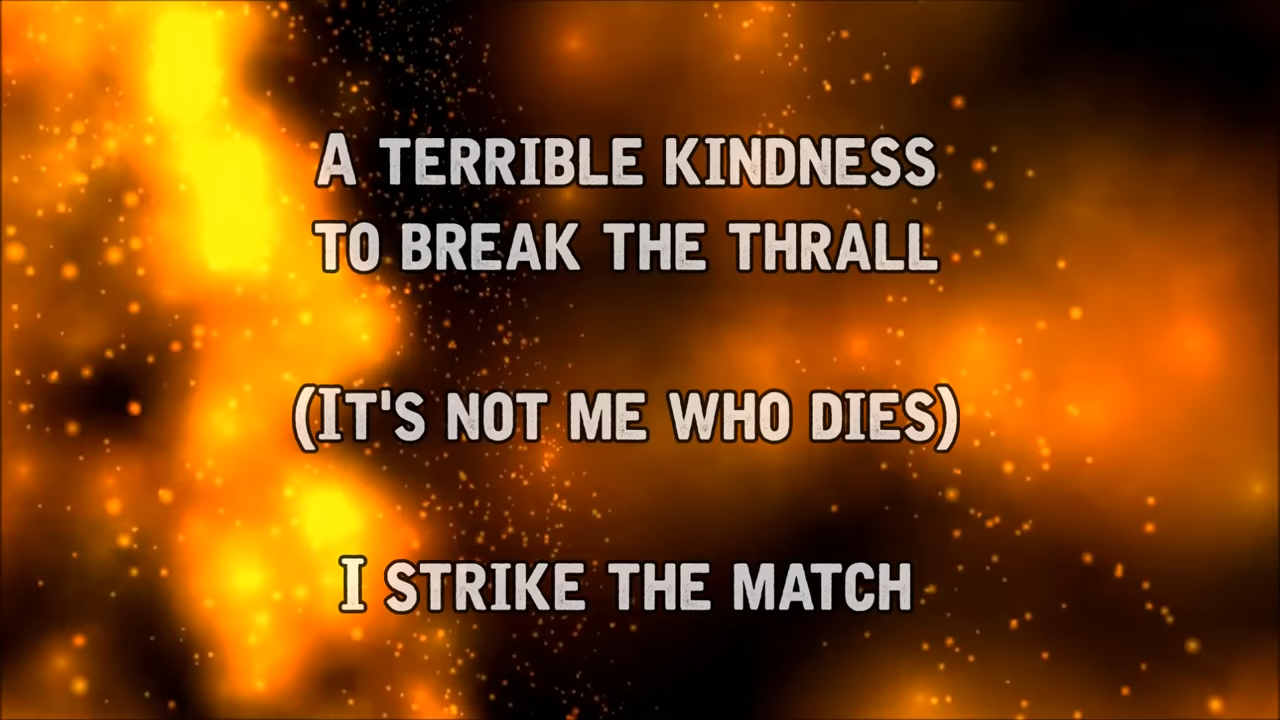 A TERRIBLE KINDNESS
TO BREAK THE THRALL
(IT'S NOT ME WHO DIES)
I STRIKE THE MATCH